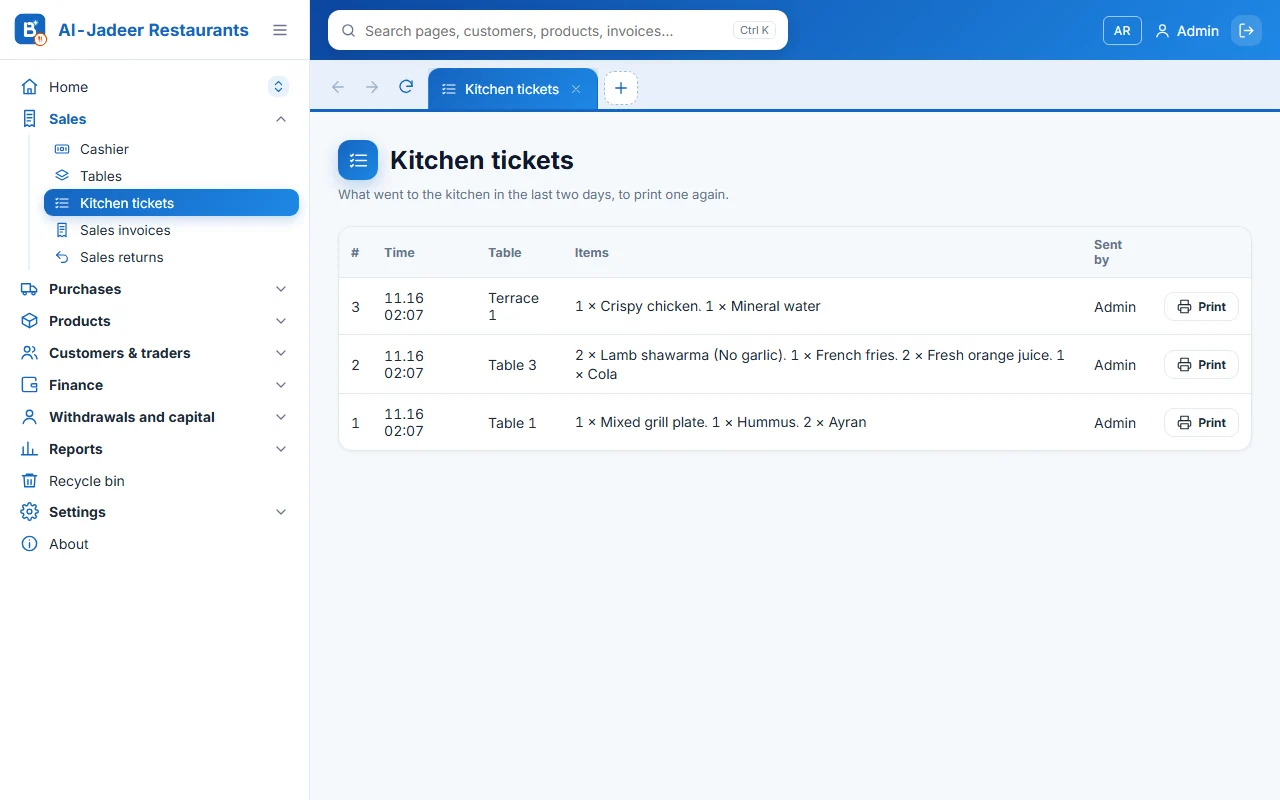 Al-Jadeer Restaurants
Search pages, customers, products, invoices...
Ctrl K
AR
Admin
Home
Sales
Cashier
Tables
Kitchen tickets
Sales invoices
Sales returns
Purchases
Products
Customers & traders
Finance
Withdrawals and capital
Reports
Recycle bin
Settings
About
Kitchen tickets
Kitchen tickets
What went to the kitchen in the last two days, to print one again.
# Time Table Items Sent by
3 11.16 02:07 Terrace 1 1 × Crispy chicken. 1 × Mineral water Admin Print
2 11.16 02:07 Table 3 2 × Lamb shawarma (No garlic). 1 × French fries. 2 × Fresh orange juice. 1 × Cola Admin Print
1 11.16 02:07 Table 1 1 × Mixed grill plate. 1 × Hummus. 2 × Ayran Admin Print